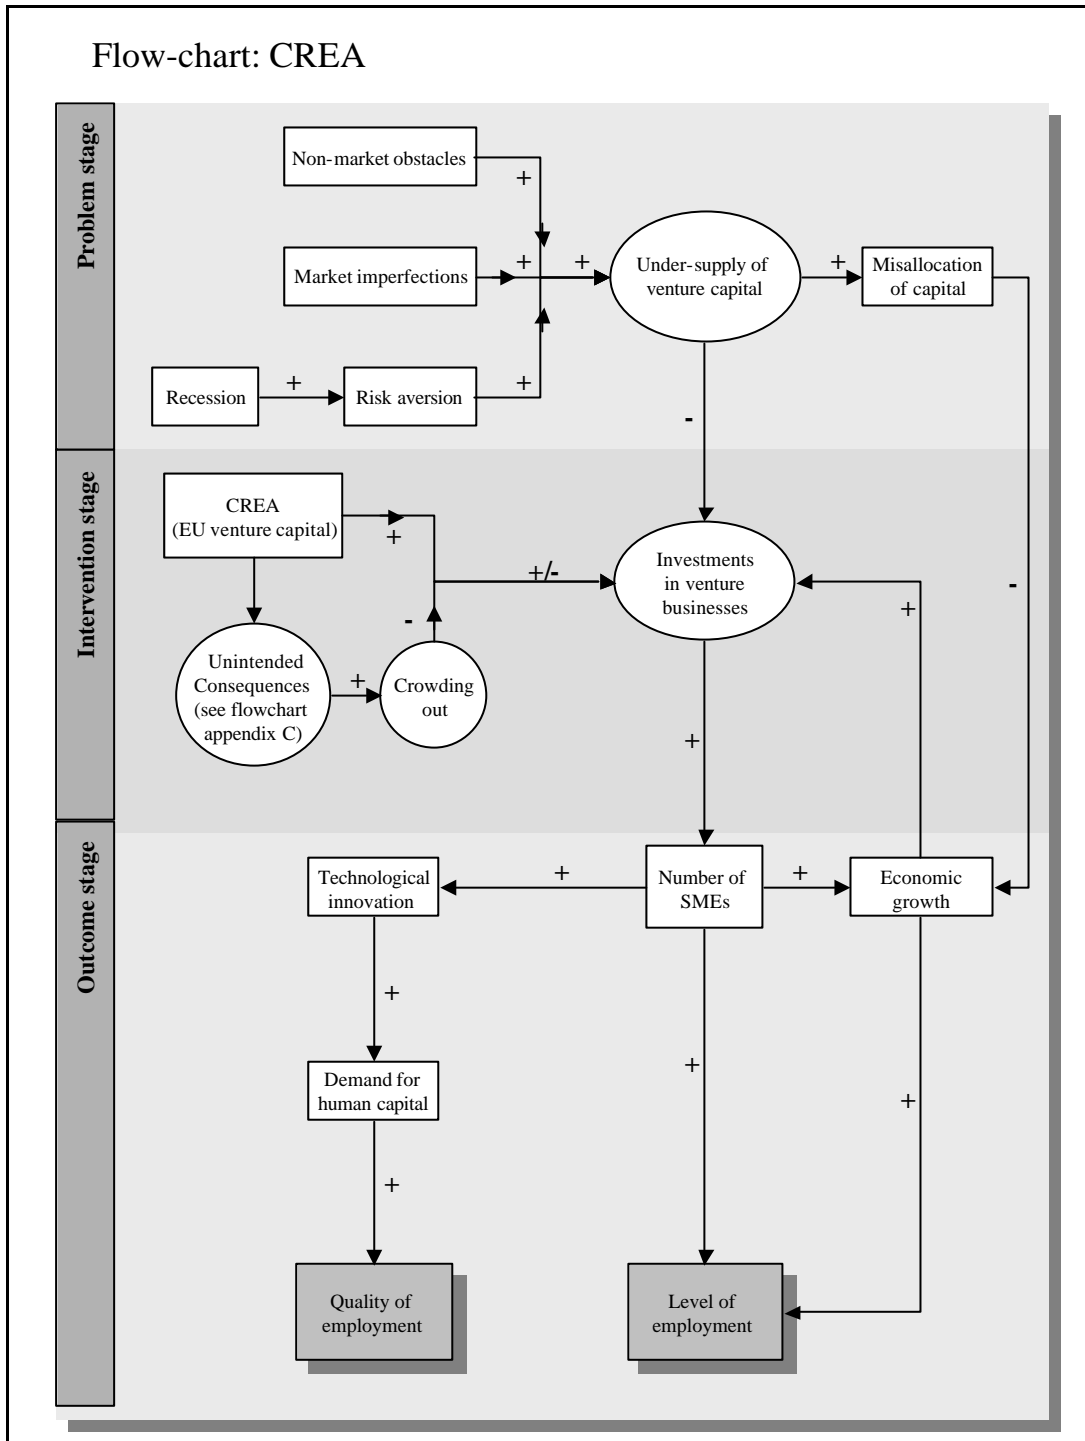 Flow-chart: CREA
Problem stage
Non-market obstacles
+
Market imperfections
+
+
Under-supply of
venture capital
+
Misallocation
of capital
Recession
+
Risk aversion
+
-
Intervention stage
CREA
(EU venture capital)
+
+/-
Investments
in venture
businesses
-
+
-
Unintended
Consequences
(see flowchart
appendix C)
+
Crowding
out
+
Outcome stage
Technological
innovation
+
Number of
SMEs
+
Economic
growth
+
Demand for
human capital
+
+
+
Quality of
employment
Level of
employment